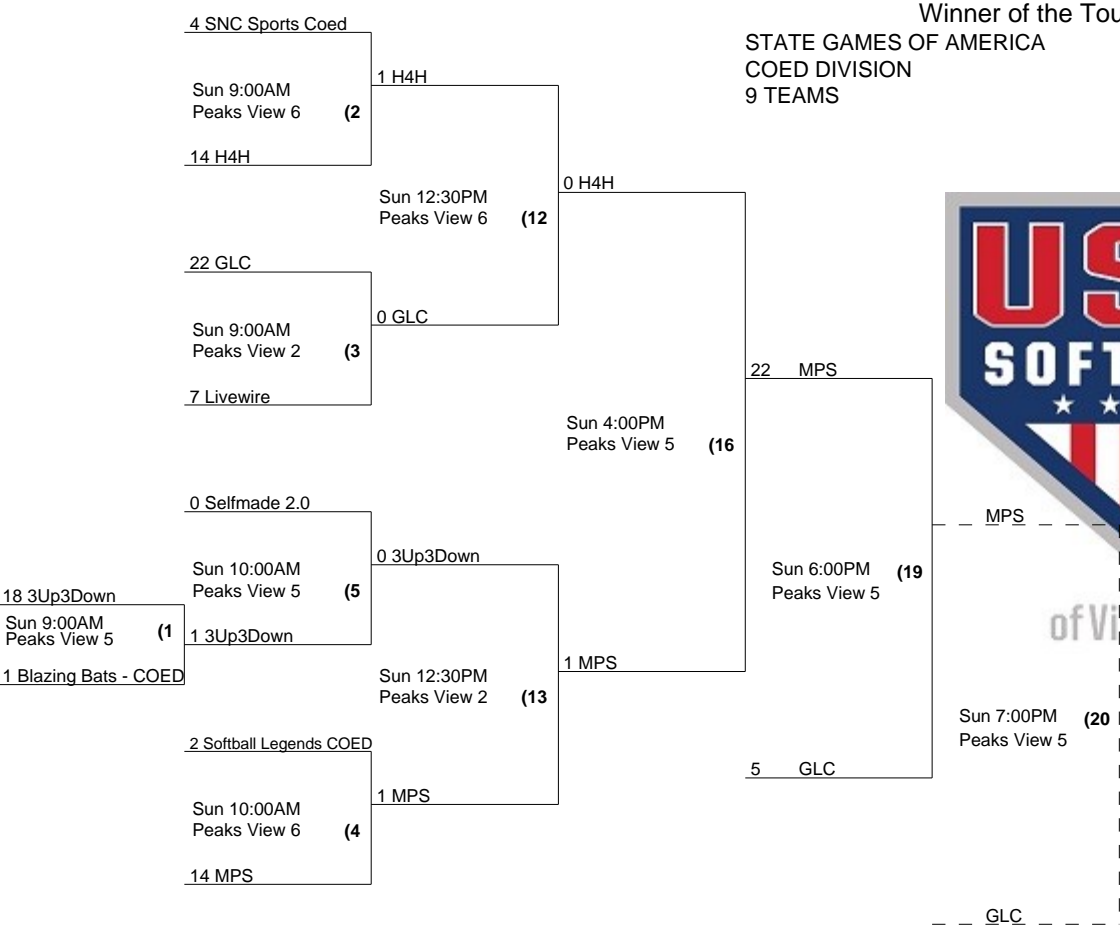 Winner of the Tou
STATE GAMES OF AMERICA
COED DIVISION
9 TEAMS
4 SNC Sports Coed
Sun 9:00AM
Peaks View 6 (2
14 H4H
1 H4H
Sun 12:30PM
Peaks View 6 (12
22 GLC
Sun 9:00AM
Peaks View 2 (3
7 Livewire
0 GLC
0 H4H
Sun 4:00PM
Peaks View 5 (16
0 Selfmade 2.0
Sun 10:00AM
Peaks View 5 (5
18 3Up3Down
Sun 9:00AM
Peaks View 5 (1
1 Blazing Bats - COED
1 3Up3Down
0 3Up3Down
Sun 12:30PM
Peaks View 2 (13
2 Softball Legends COED
Sun 10:00AM
Peaks View 6 (4
14 MPS
1 MPS
1 MPS
22 MPS
Sun 6:00PM (19
Peaks View 5
5 GLC
MPS
Sun 7:00PM (20
Peaks View 5
GLC
US
SOFT
of Vi